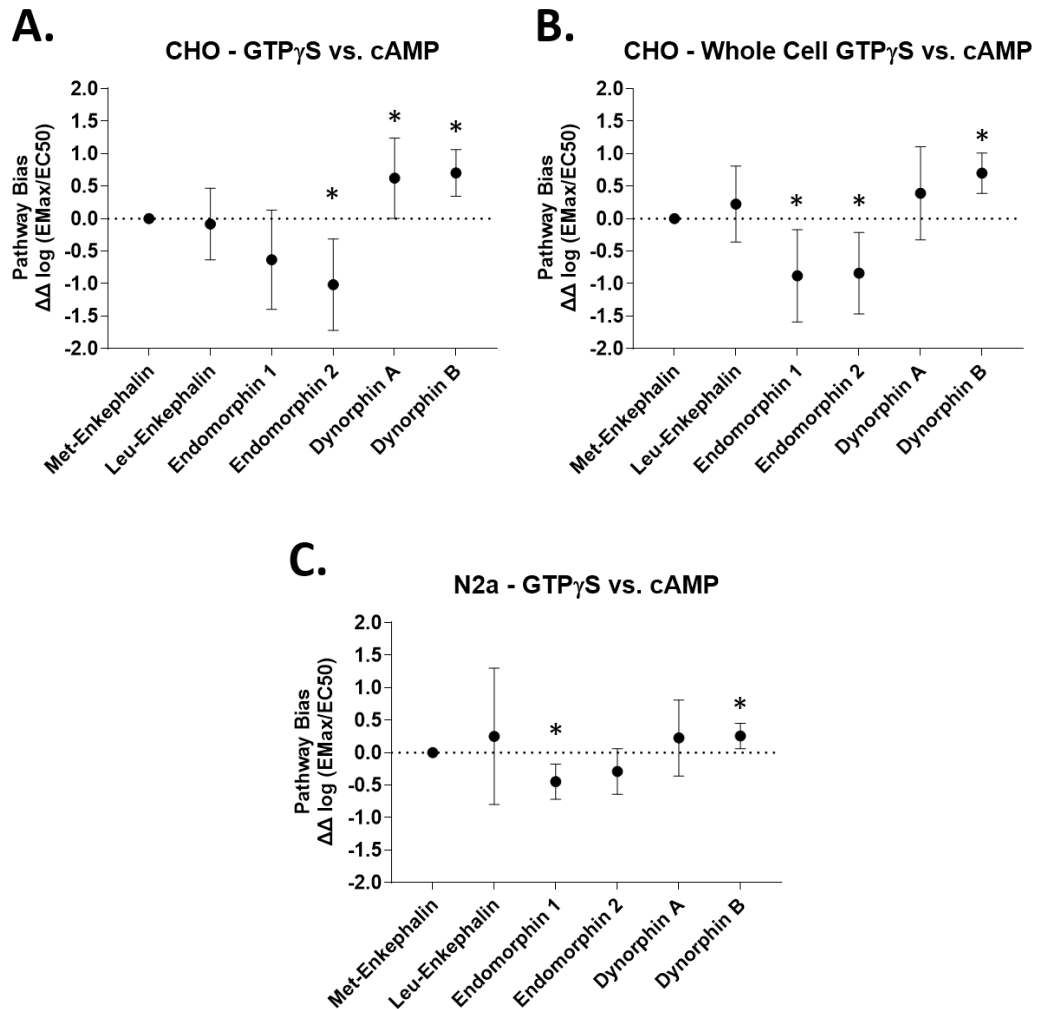 A.
CHO - GTPγS vs. cAMP
Pathway Bias
ΔΔ log (EMax/EC50)
2.0
1.5
1.0
0.5
0.0
-0.5
-1.0
-1.5
-2.0
* * *
Met-Enkephalin
Leu-Enkephalin
Endomorphin 1
Endomorphin 2
Dynorphin A
Dynorphin B
B.
CHO - Whole Cell GTPγS vs. cAMP
Pathway Bias
ΔΔ log (EMax/EC50)
2.0
1.5
1.0
0.5
0.0
-0.5
-1.0
-1.5
-2.0
* * *
Met-Enkephalin
Leu-Enkephalin
Endomorphin 1
Endomorphin 2
Dynorphin A
Dynorphin B
C.
N2a - GTPγS vs. cAMP
Pathway Bias
ΔΔ log (EMax/EC50)
2.0
1.5
1.0
0.5
0.0
-0.5
-1.0
-1.5
-2.0
* *
Met-Enkephalin
Leu-Enkephalin
Endomorphin 1
Endomorphin 2
Dynorphin A
Dynorphin B